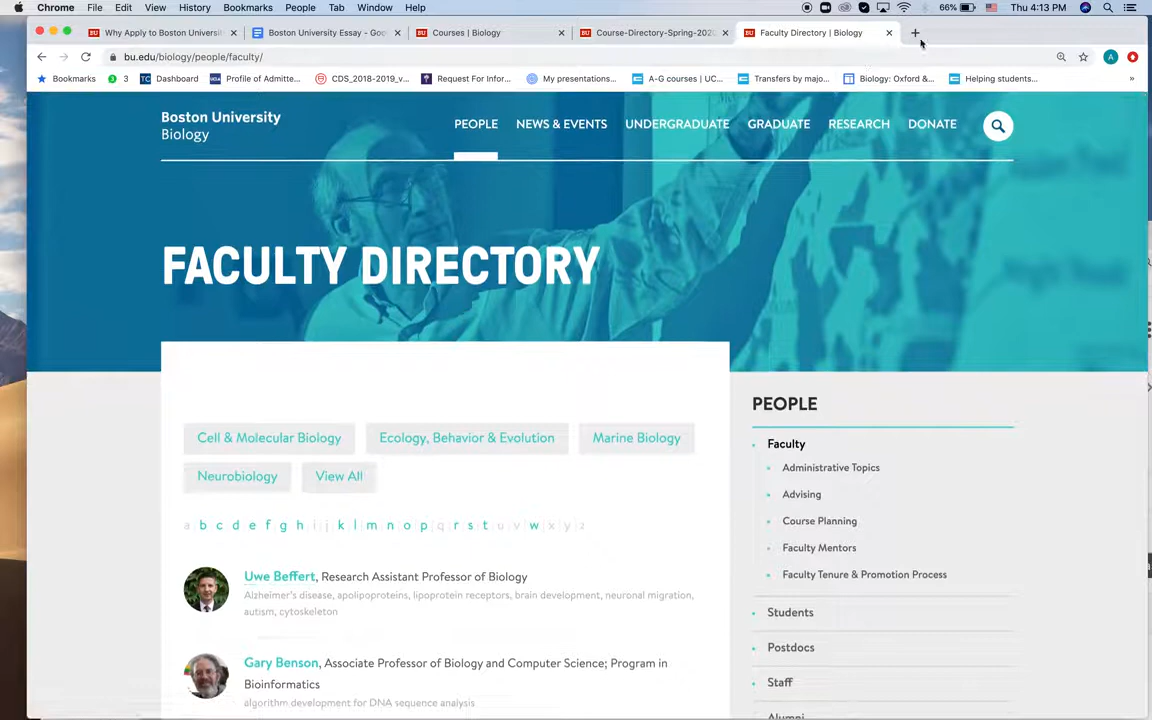 Chrome File Edit View History Bookmarks People Tab Window Help 66% Thu 4:13 PM
Why Apply to Boston Universit Boston University Essay - Goo Courses | Biology Course-Directory-Spring-202 Faculty Directory | Biology
bu.edu/biology/people/faculty/ A
Bookmarks 3 Dashboard Profile of Admitte... CDS_2018-2019_v... Request For Infor... My presentations... A-G courses | UC... Transfers by majo... Biology: Oxford &... Helping students... »
Boston University
Biology
PEOPLE NEWS & EVENTS UNDERGRADUATE GRADUATE RESEARCH DONATE
FACULTY DIRECTORY
Cell & Molecular Biology Ecology, Behavior & Evolution Marine Biology
Neurobiology View All
a b c d e f g h i j k l m n o p q r s t u v w x y z
Uwe Beffert, Research Assistant Professor of Biology
Alzheimer's disease, apolipoproteins, lipoprotein receptors, brain development, neuronal migration,
autism, cytoskeleton
Gary Benson, Associate Professor of Biology and Computer Science; Program in
Bioinformatics
algorithm development for DNA sequence analysis
PEOPLE
Faculty
Administrative Topics
Advising
Course Planning
Faculty Mentors
Faculty Tenure & Promotion Process
Students
Postdocs
Staff
Alumni